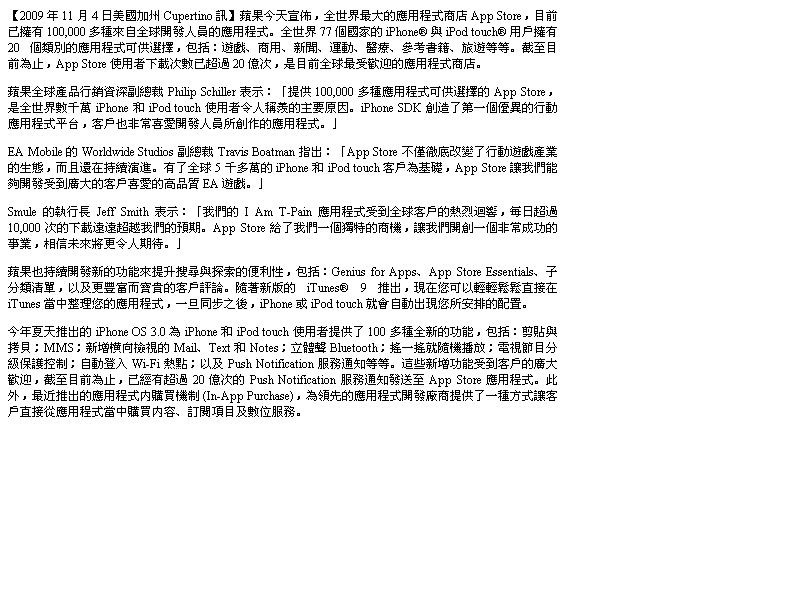 【2009 年 11 月 4 日美國加州 Cupertino 訊】蘋果今天宣佈，全世界最大的應用程式商店 App Store，目前
已擁有 100,000 多種來自全球開發人員的應用程式。全世界 77 個國家的 iPhone® 與 iPod touch® 用戶擁有
20 個類別的應用程式可供選擇，包括：遊戲、商用、新聞、運動、醫療、參考書籍、旅遊等等。截至目
前為止，App Store 使用者下載次數已超過 20 億次，是目前全球最受歡迎的應用程式商店。
蘋果全球產品行銷資深副總裁 Philip Schiller 表示：「提供 100,000 多種應用程式可供選擇的 App Store，
是全世界數千萬 iPhone 和 iPod touch 使用者令人稱羨的主要原因。iPhone SDK 創造了第一個優異的行動
應用程式平台，客戶也非常喜愛開發人員所創作的應用程式。」
EA Mobile 的 Worldwide Studios 副總裁 Travis Boatman 指出：「App Store 不僅徹底改變了行動遊戲產業
的生態，而且還在持續演進。有了全球 5 千多萬的 iPhone 和 iPod touch 客戶為基礎，App Store 讓我們能
夠開發受到廣大的客戶喜愛的高品質 EA 遊戲。」
Smule 的執行長 Jeff Smith 表示：「我們的 I Am T-Pain 應用程式受到全球客戶的熱烈迴響，每日超過
10,000 次的下載遠遠超越我們的預期。App Store 給了我們一個獨特的商機，讓我們開創一個非常成功的
事業，相信未來將更令人期待。」
蘋果也持續開發新的功能來提升搜尋與探索的便利性，包括：Genius for Apps、App Store Essentials、子
分類清單，以及更豐富而寶貴的客戶評論。隨著新版的 iTunes® 9 推出，現在您可以輕輕鬆鬆直接在
iTunes 當中整理您的應用程式，一旦同步之後，iPhone 或 iPod touch 就會自動出現您所安排的配置。
今年夏天推出的 iPhone OS 3.0 為 iPhone 和 iPod touch 使用者提供了 100 多種全新的功能，包括：剪貼與
拷貝；MMS；新增橫向檢視的 Mail、Text 和 Notes；立體聲 Bluetooth；搖一搖就隨機播放；電視節目分
級保護控制；自動登入 Wi-Fi 熱點；以及 Push Notification 服務通知等等。這些新增功能受到客戶的廣大
歡迎，截至目前為止，已經有超過 20 億次的 Push Notification 服務通知發送至 App Store 應用程式。此
外，最近推出的應用程式內購買機制 (In-App Purchase)，為領先的應用程式開發廠商提供了一種方式讓客
戶直接從應用程式當中購買內容、訂閱項目及數位服務。